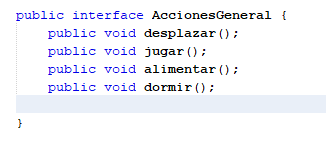 public interface AccionesGeneral {
    public void desplazar();
    public void jugar();
    public void alimentar();
    public void dormir();
}